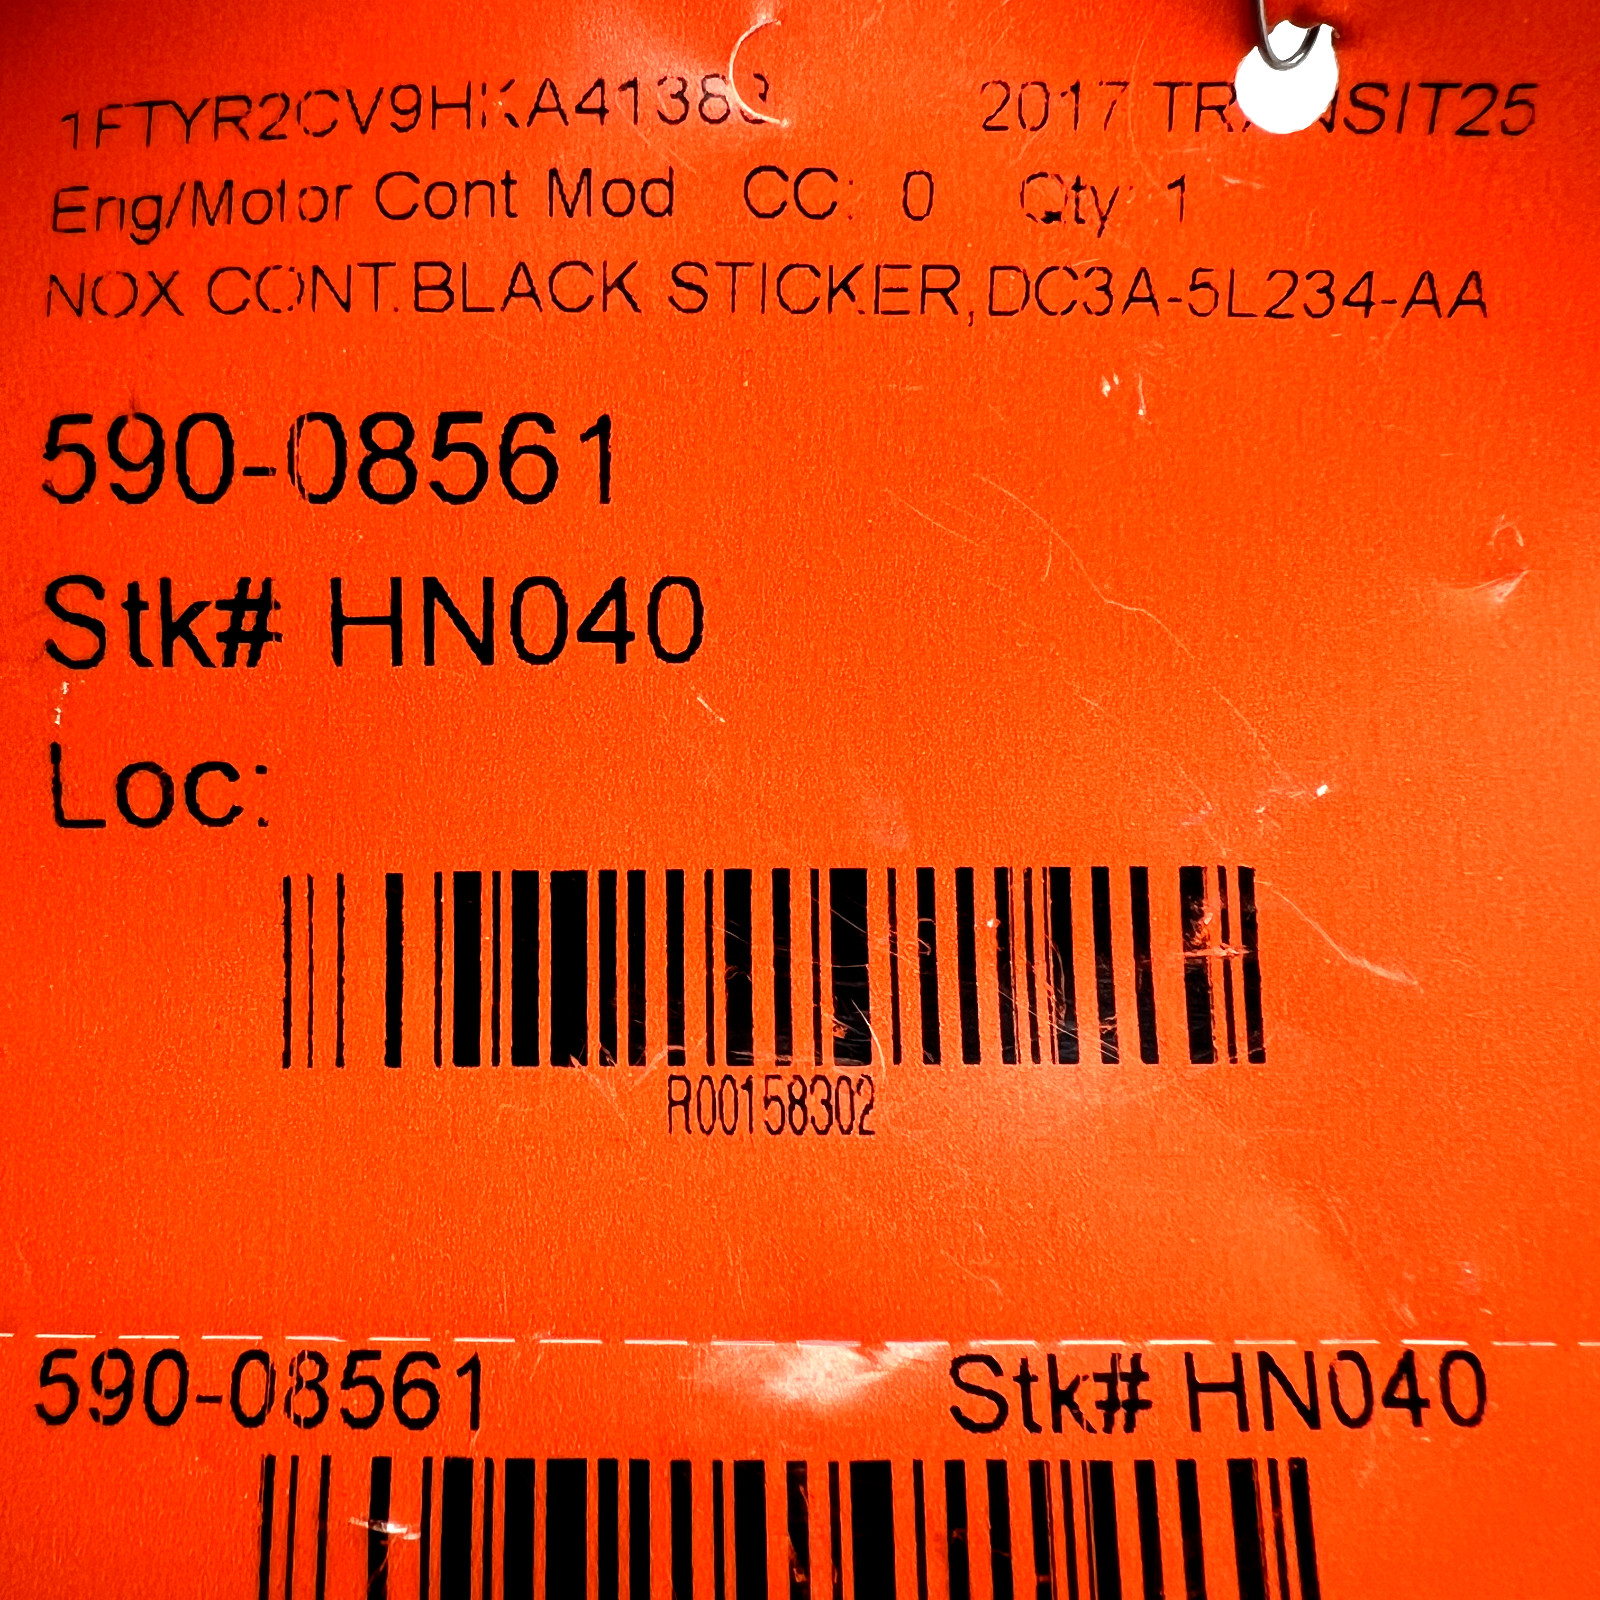 2017 TRANSIT25
Eng/Motor Cont Mod CC: 0 Qty: 1
NOX CONT.BLACK STICKER,DC3A-5L234-AA
590-08561
Stk# HN040
Loc:
R00158302
590-08561 Stk# HN040